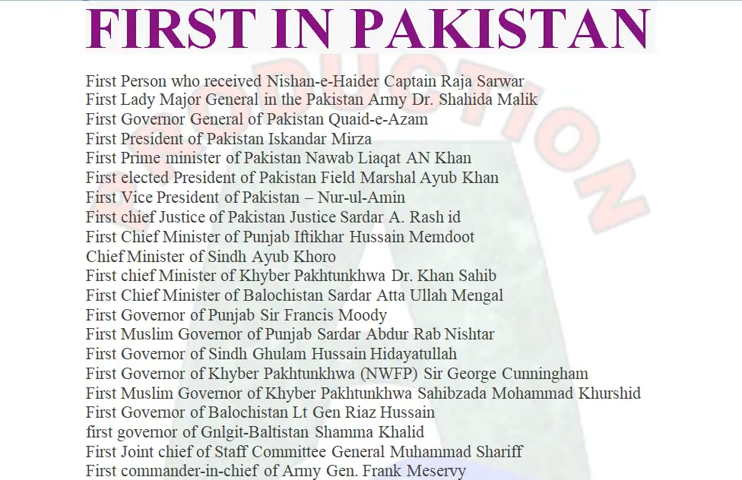 FIRST IN PAKISTAN
First Person who received Nishan-e-Haider Captain Raja Sarwar
First Lady Major General in the Pakistan Army Dr. Shahida Malik
First Governor General of Pakistan Quaid-e-Azam
First President of Pakistan Iskandar Mirza
First Prime minister of Pakistan Nawab Liaqat AN Khan
First elected President of Pakistan Field Marshal Ayub Khan
First Vice President of Pakistan – Nur-ul-Amin
First chief Justice of Pakistan Justice Sardar A. Rash id
First Chief Minister of Punjab Iftikhar Hussain Memdoot
Chief Minister of Sindh Ayub Khoro
First chief Minister of Khyber Pakhtunkhwa Dr. Khan Sahib
First Chief Minister of Balochistan Sardar Atta Ullah Mengal
First Governor of Punjab Sir Francis Moody
First Muslim Governor of Punjab Sardar Abdur Rab Nishtar
First Governor of Sindh Ghulam Hussain Hidayatullah
First Governor of Khyber Pakhtunkhwa (NWFP) Sir George Cunningham
First Muslim Governor of Khyber Pakhtunkhwa Sahibzada Mohammad Khurshid
First Governor of Balochistan Lt Gen Riaz Hussain
first governor of Gnlgit-Baltistan Shamma Khalid
First Joint chief of Staff Committee General Muhammad Shariff
First commander-in-chief of Army Gen. Frank Meservy
PRODUCTION